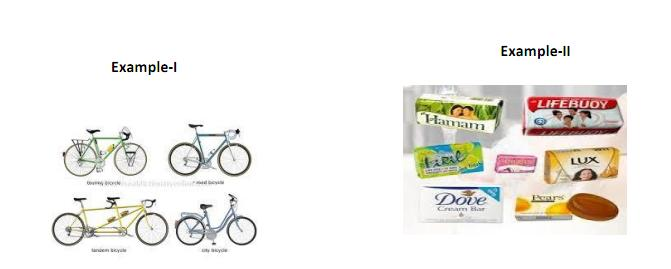 Example-I
Example-II
touring bicycle
road bicycle
tandem bicycle
city bicycle
Hamam
LIFEBUOY
Liril
LUX
Dove
Cream Bar
Pears